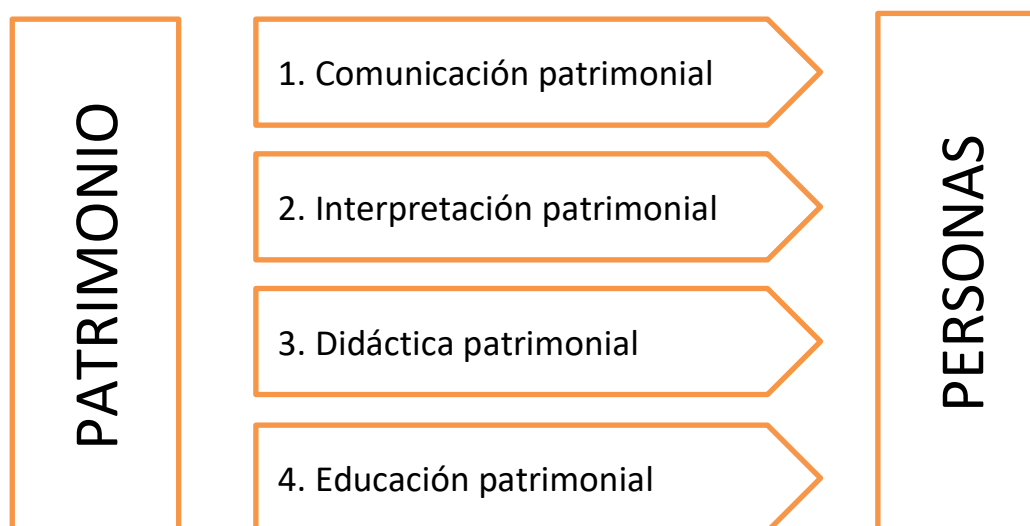 PATRIMONIO
1. Comunicación patrimonial
2. Interpretación patrimonial
3. Didáctica patrimonial
4. Educación patrimonial
PERSONAS